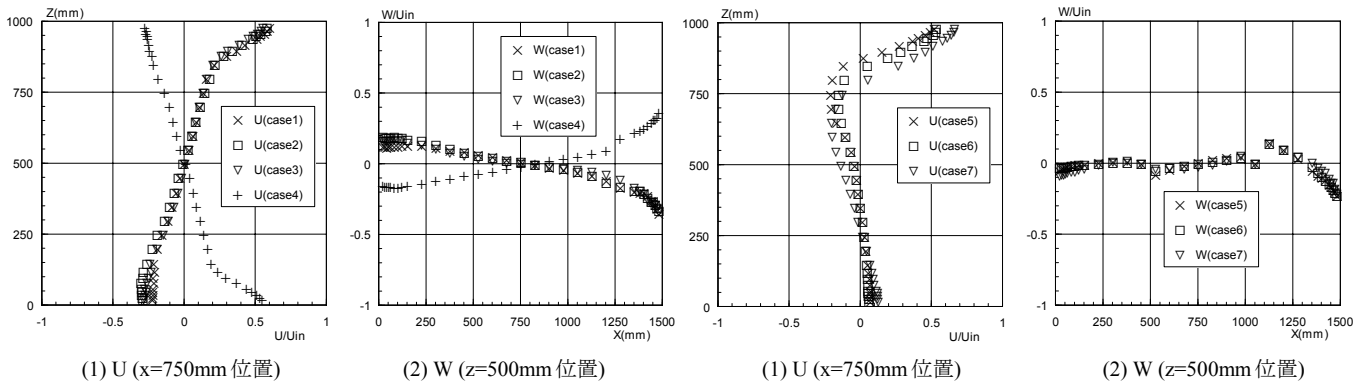 Z(mm)
1000
750
500
250
0
-1
-0.5
0
0.5
1
U/Uin
U(case1)
U(case2)
U(case3)
U(case4)
(1) U (x=750mm 位置)
W/Uin
1
0.5
0
-0.5
-1
0
250
500
750
1000
1250
1500
X(mm)
W(case1)
W(case2)
W(case3)
W(case4)
(2) W (z=500mm 位置)
Z(mm)
1000
750
500
250
0
-1
-0.5
0
0.5
1
U/Uin
U(case5)
U(case6)
U(case7)
(1) U (x=750mm 位置)
W/Uin
1
0.5
0
-0.5
-1
0
250
500
750
1000
1250
1500
X(mm)
W(case5)
W(case6)
W(case7)
(2) W (z=500mm 位置)